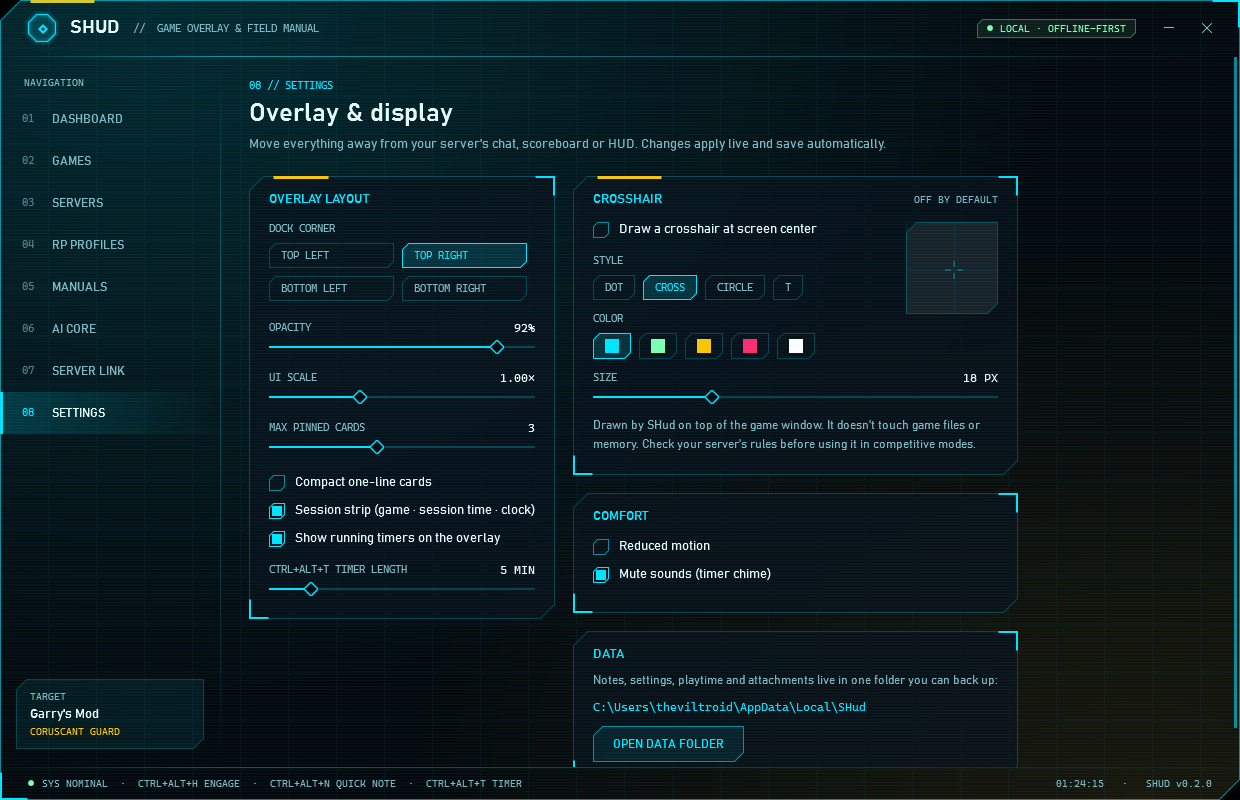 SHUD // GAME OVERLAY & FIELD MANUAL
LOCAL · OFFLINE-FIRST
NAVIGATION
01 DASHBOARD
02 GAMES
03 SERVERS
04 RP PROFILES
05 MANUALS
06 AI CORE
07 SERVER LINK
08 SETTINGS
TARGET
Garry's Mod
CORUSCANT GUARD
08 // SETTINGS
Overlay & display
Move everything away from your server's chat, scoreboard or HUD. Changes apply live and save automatically.
OVERLAY LAYOUT
DOCK CORNER
TOP LEFT TOP RIGHT
BOTTOM LEFT BOTTOM RIGHT
OPACITY 92%
UI SCALE 1.00×
MAX PINNED CARDS 3
Compact one-line cards
Session strip (game · session time · clock)
Show running timers on the overlay
CTRL+ALT+T TIMER LENGTH 5 MIN
CROSSHAIR OFF BY DEFAULT
Draw a crosshair at screen center
STYLE
DOT CROSS CIRCLE T
COLOR
SIZE 18 PX
Drawn by SHud on top of the game window. It doesn't touch game files or
memory. Check your server's rules before using it in competitive modes.
COMFORT
Reduced motion
Mute sounds (timer chime)
DATA
Notes, settings, playtime and attachments live in one folder you can back up:
C:\Users\theviltroid\AppData\Local\SHud
OPEN DATA FOLDER
SYS NOMINAL · CTRL+ALT+H ENGAGE · CTRL+ALT+N QUICK NOTE · CTRL+ALT+T TIMER
01:24:15 · SHUD v0.2.0